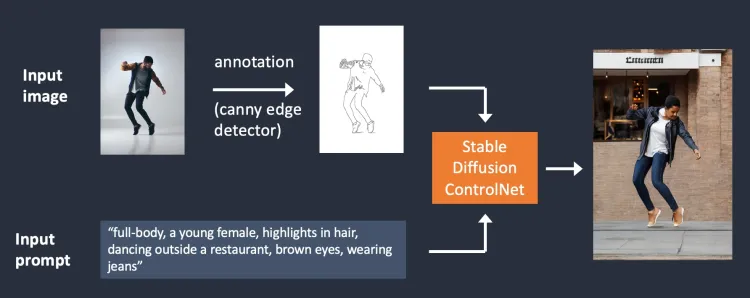 Input
image
annotation
(canny edge
detector)
Stable
Diffusion
ControlNet
Input
prompt
“full-body, a young female, highlights in hair,
dancing outside a restaurant, brown eyes, wearing
jeans”